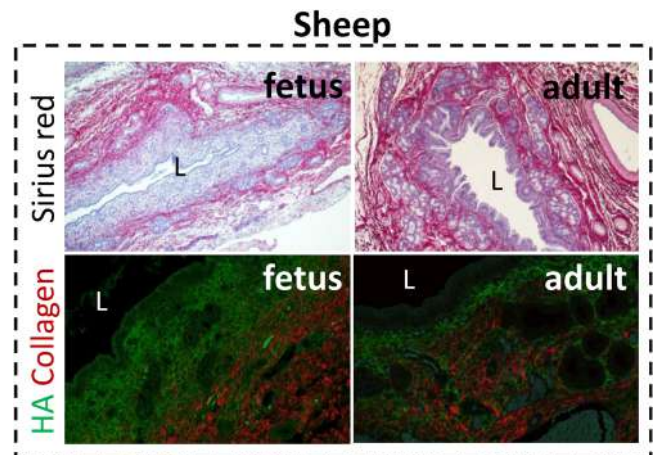 Sheep
Sirius red
fetus
L
adult
L
HA Collagen
fetus
L
adult
L